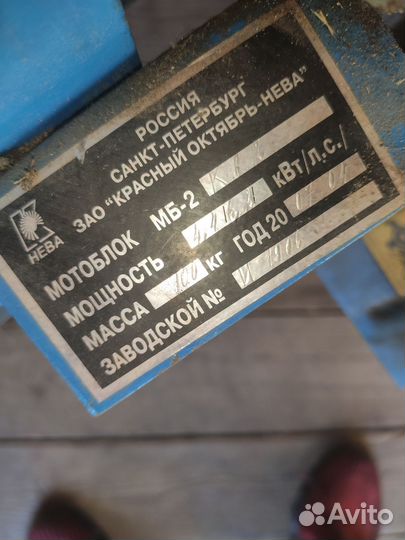 РОССИЯ
САНКТ-ПЕТЕРБУРГ
ЗАО "КРАСНЫЙ ОКТЯБРЬ-НЕВА"
НЕВА
МОТОБЛОК МБ-2
МОЩНОСТЬ кВт/л.с./
МАССА 100 кг ГОД 20
ЗАВОДСКОЙ №
Avito